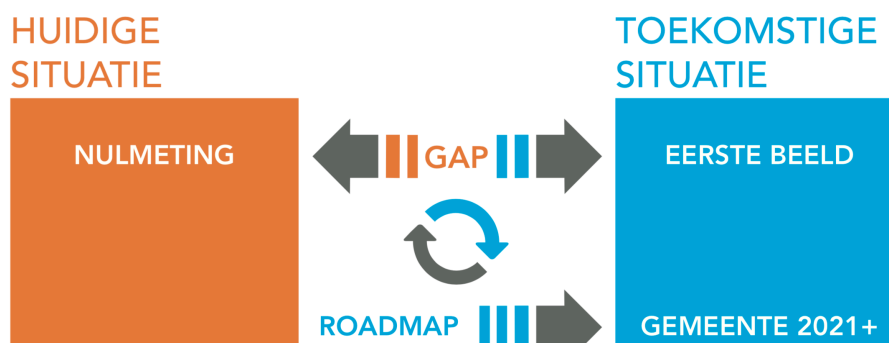 HUIDIGE
SITUATIE
TOEKOMSTIGE
SITUATIE
NULMETING
GAP
EERSTE BEELD
ROADMAP
GEMEENTE 2021+